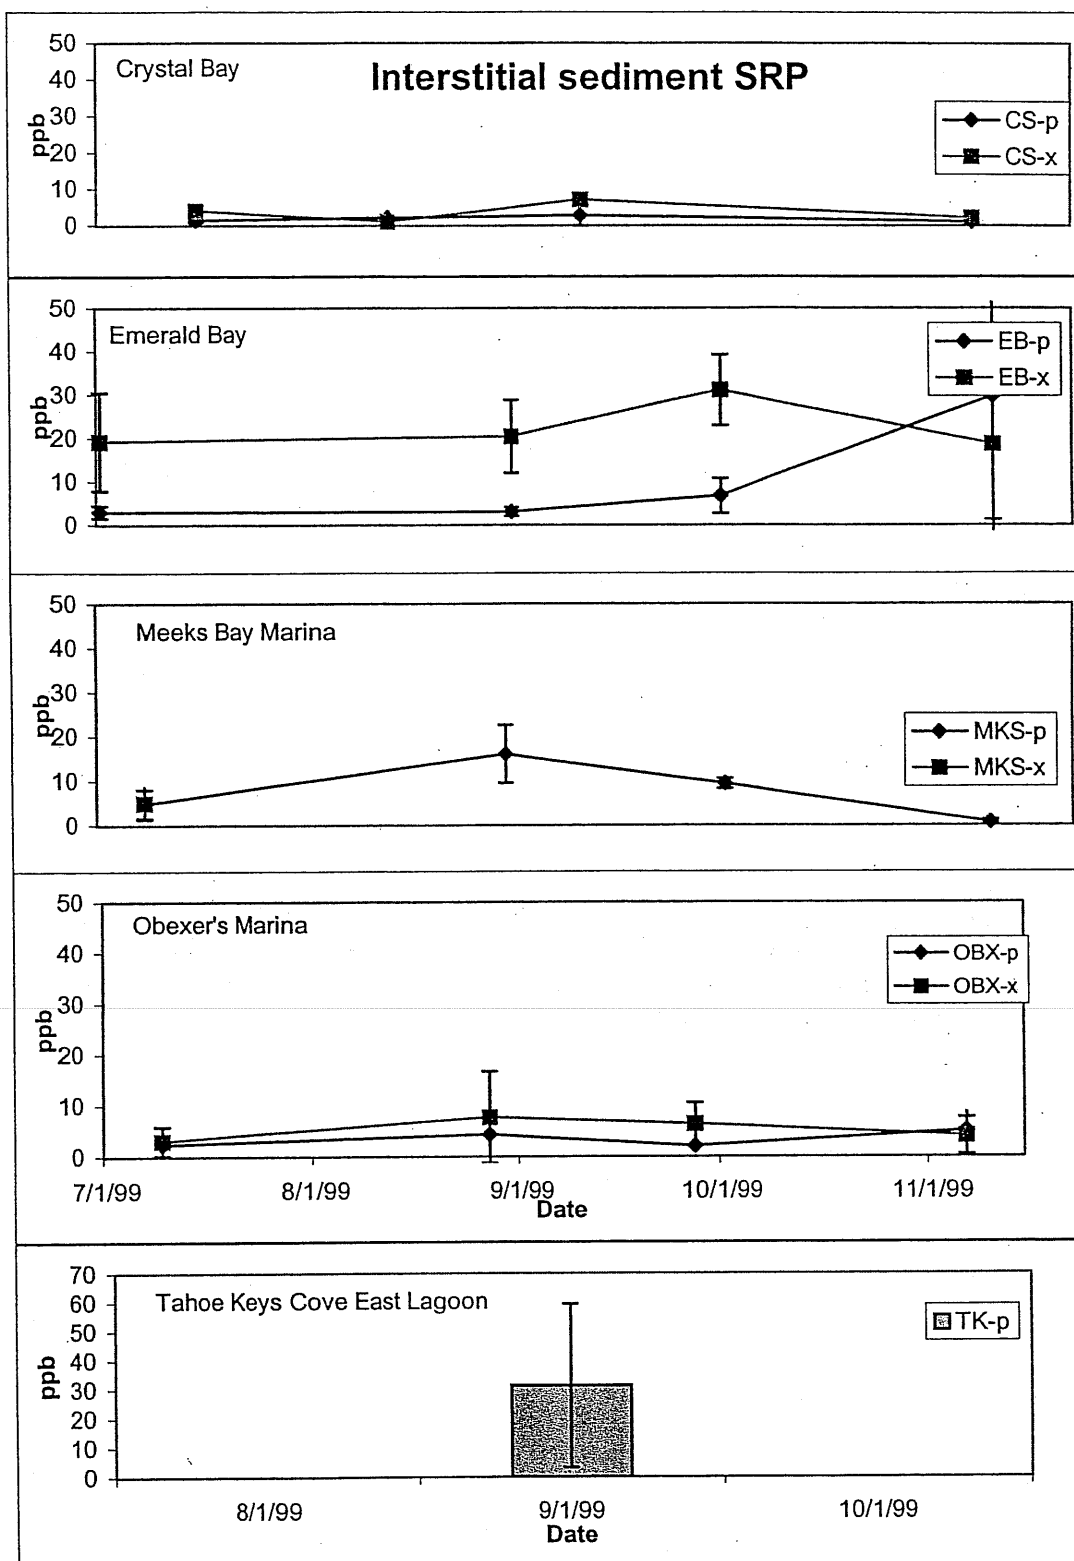 Interstitial sediment SRP
Crystal Bay
ppb
50
40
30
20
10
0
CS-p
CS-x
Emerald Bay
ppb
50
40
30
20
10
0
EB-p
EB-x
Meeks Bay Marina
ppb
50
40
30
20
10
0
MKS-p
MKS-x
Obexer's Marina
ppb
50
40
30
20
10
0
OBX-p
OBX-x
7/1/99 8/1/99 9/1/99 10/1/99 11/1/99
Date
Tahoe Keys Cove East Lagoon
ppb
70
60
50
40
30
20
10
0
TK-p
8/1/99 9/1/99 10/1/99
Date